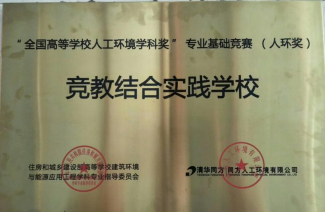 “全国高等学校人工环境学科奖”专业基础竞赛（人环奖）
竞教结合实践学校
住房和城乡建设部高等学校建筑环境
与能源应用工程学科专业指导委员会
清华同方 同方人工环境有限公司